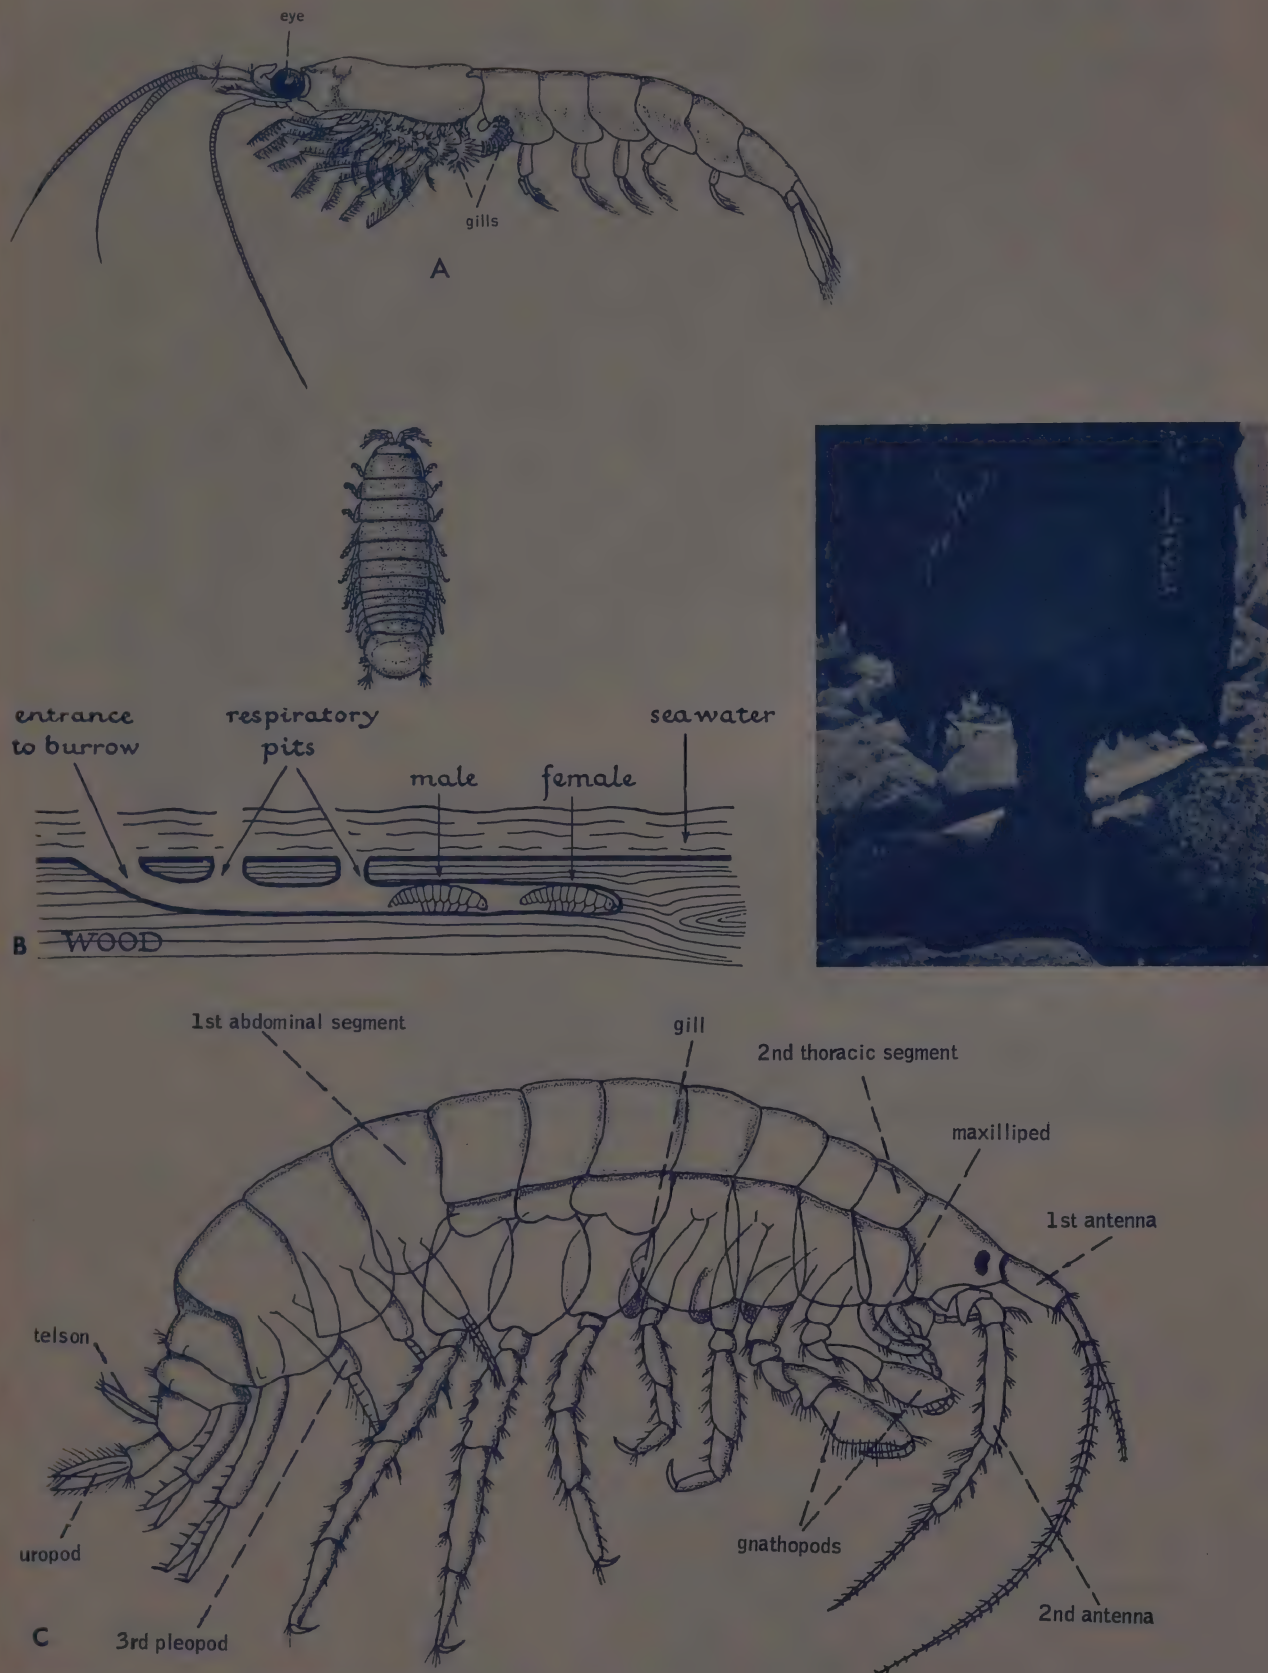 eye
gills
A
entrance
to burrow
respiratory
pits
male
female
sea water
B
WOOD
1st abdominal segment
gill
2nd thoracic segment
maxilliped
1st antenna
telson
uropod
3rd pleopod
gnathopods
2nd antenna
C